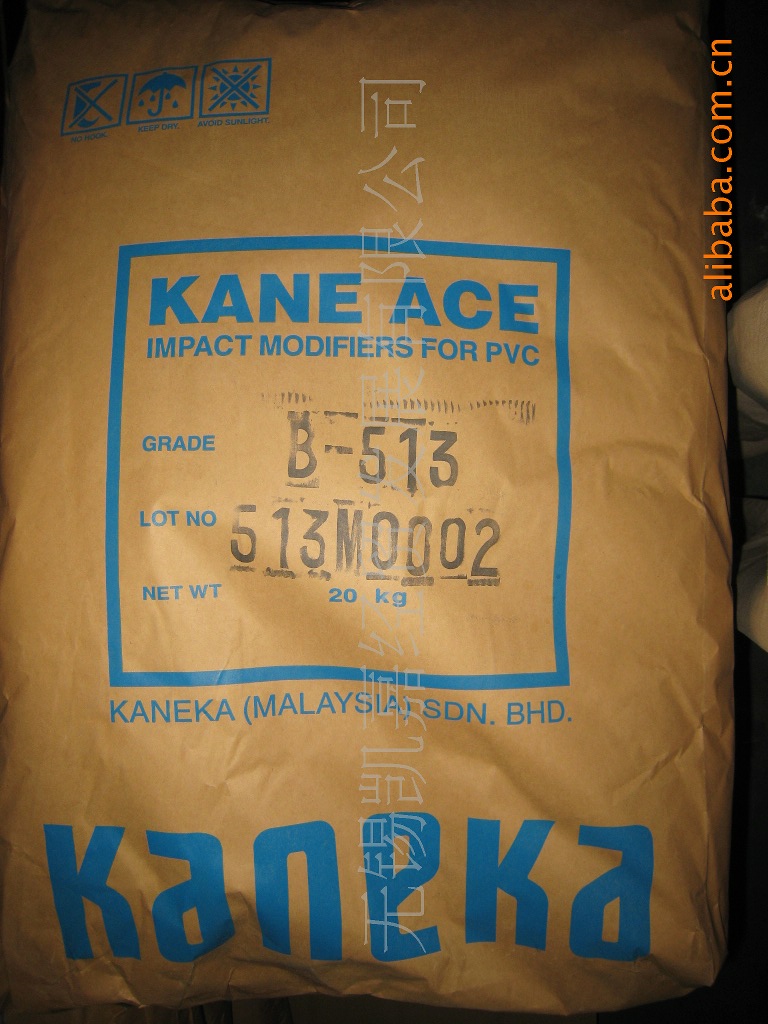 NO HOOK.
KEEP DRY.
AVOID SUNLIGHT.
KANE ACE
IMPACT MODIFIERS FOR PVC
GRADE B-513
LOT NO 513M0002
NET WT 20 kg
KANEKA (MALAYSIA) SDN. BHD.
kaneka
alibaba.com.cn